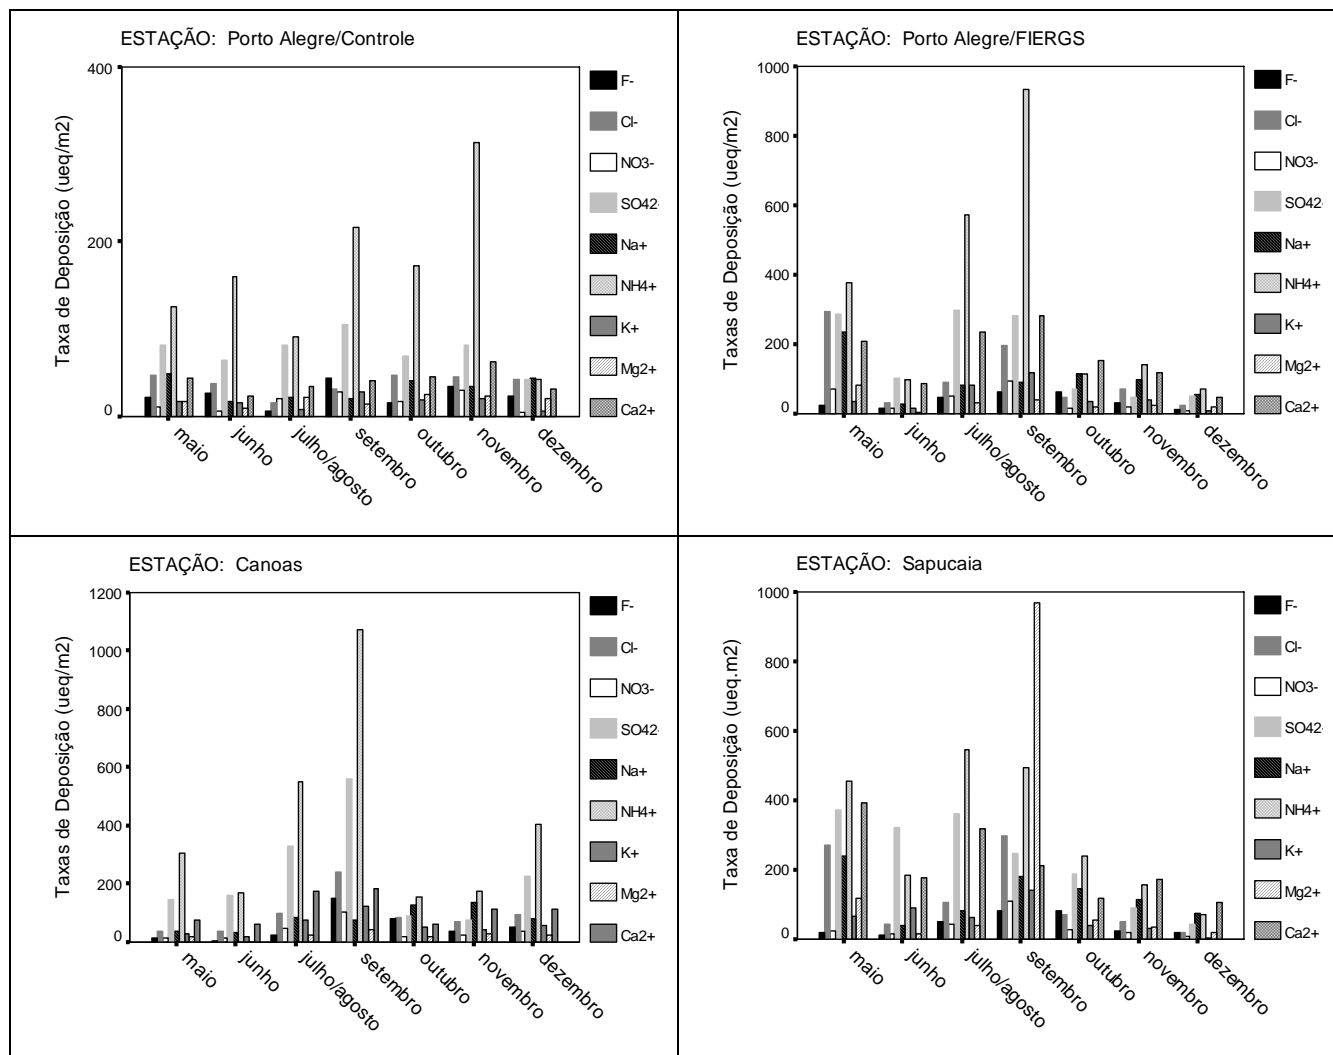 ESTAÇÃO: Porto Alegre/Controle
Taxa de Deposição (ueq/m2)
400
200
0
maio
junho
julho/agosto
setembro
outubro
novembro
dezembro
F-
Cl-
NO3-
SO42-
Na+
NH4+
K+
Mg2+
Ca2+
ESTAÇÃO: Porto Alegre/FIERGS
Taxas de Deposição (ueq/m2)
1000
800
600
400
200
0
maio
junho
julho/agosto
setembro
outubro
novembro
dezembro
F-
Cl-
NO3-
SO42-
Na+
NH4+
K+
Mg2+
Ca2+
ESTAÇÃO: Canoas
Taxas de Deposição (ueq/m2)
1200
1000
800
600
400
200
0
maio
junho
julho/agosto
setembro
outubro
novembro
dezembro
F-
Cl-
NO3-
SO42-
Na+
NH4+
K+
Mg2+
Ca2+
ESTAÇÃO: Sapucaia
Taxa de Deposição (ueq.m2)
1000
800
600
400
200
0
maio
junho
julho/agosto
setembro
outubro
novembro
dezembro
F-
Cl-
NO3-
SO42-
Na+
NH4+
K+
Mg2+
Ca2+